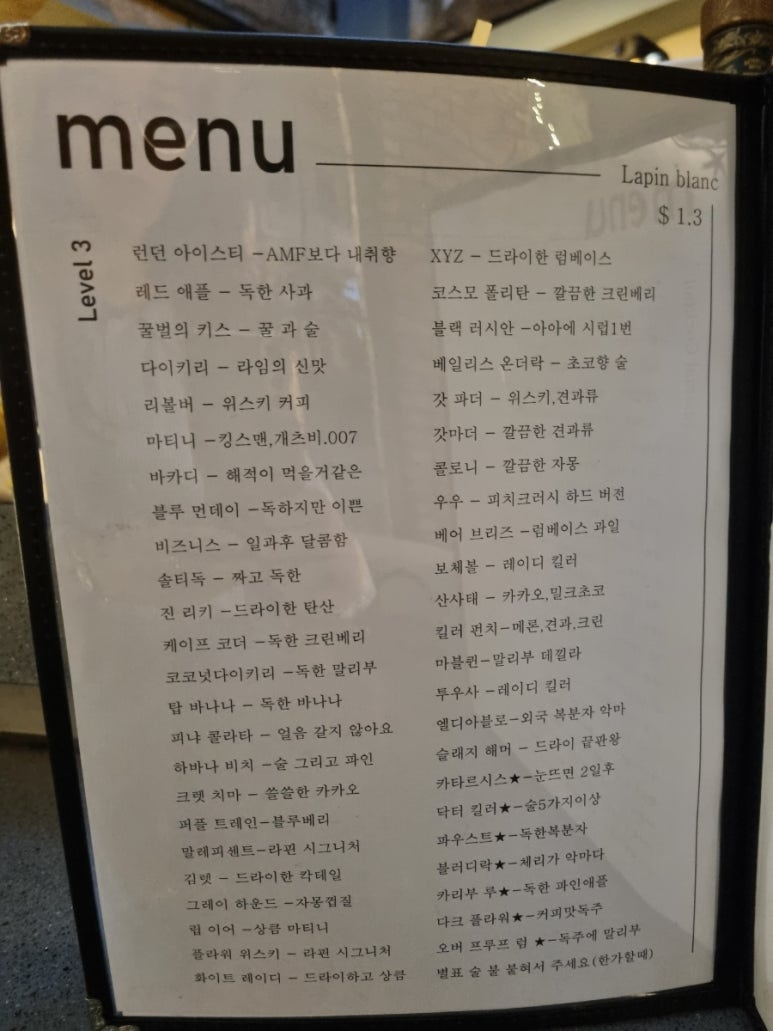 menu
Lapin blanc
$ 1.3
Level 3
런던 아이스티 -AMF보다 내취향
레드 애플 - 독한 사과
꿀벌의 키스 - 꿀 과 술
다이키리 - 라임의 신맛
리볼버 - 위스키 커피
마티니 -킹스맨,개츠비.007
바카디 - 해적이 먹을거같은
블루 먼데이 -독하지만 이쁜
비즈니스 - 일과후 달콤함
솔티독 - 짜고 독한
진 리키 -드라이한 탄산
케이프 코더 -독한 크린베리
코코넛다이키리 -독한 말리부
탑 바나나 - 독한 바나나
피냐 콜라타 - 얼음 갈지 않아요
하바나 비치 -술 그리고 파인
크렛 치마 - 쓸쓸한 카카오
퍼플 트레인-블루베리
말레피센트-라핀 시그니처
김렛 - 드라이한 칵테일
그레이 하운드 -자몽껍질
립 이어 -상큼 마티니
플라워 위스키 - 라핀 시그니처
화이트 레이디 - 드라이하고 상큼
XYZ - 드라이한 럼베이스
코스모 폴리탄 - 깔끔한 크린베리
블랙 러시안 -아아에 시럽1번
베일리스 온더락 - 초코향 술
갓 파더 - 위스키,견과류
갓마더 - 깔끔한 견과류
콜로니 - 깔끔한 자몽
우우 - 피치크러시 하드 버전
베어 브리즈 -럼베이스 과일
보체볼 - 레이디 킬러
산사태 - 카카오,밀크초코
킬러 펀치-메론,견과,크린
마블퀸-말리부 데낄라
투우사 -레이디 킬러
엘디아블로-외국 복분자 악마
슬래지 해머 - 드라이 끝판왕
카타르시스★-눈뜨면 2일후
닥터 킬러★-술5가지이상
파우스트★-독한복분자
블러디락★-체리가 악마다
카리부 루★-독한 파인애플
다크 플라워★-커피맛독주
오버 프루프 럼 ★-독주에 말리부
별표 술 불 붙혀서 주세요(한가할때)